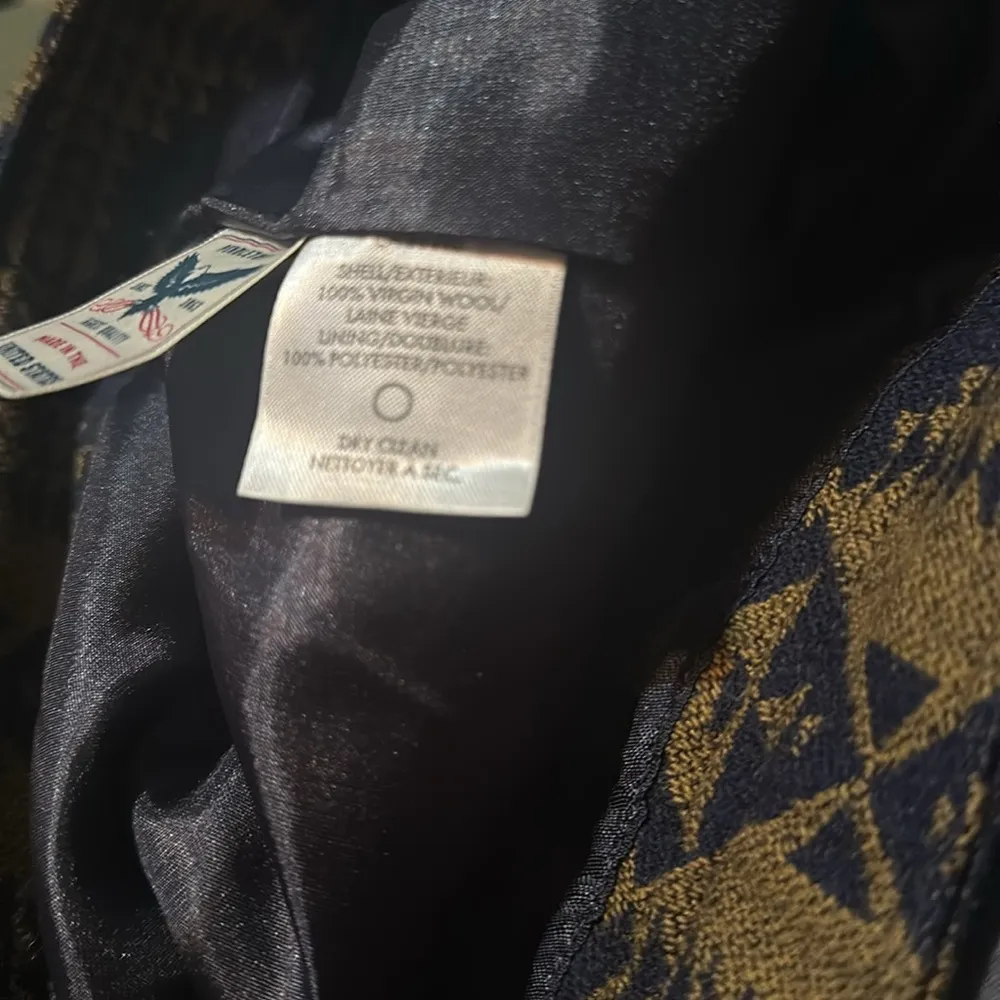 SHELL/EXTERIEUR:
100% VIRGIN WOOL/
LAINE VIERGE
LINING/DOUBLURE:
100% POLYESTER/POLYESTER
DRY CLEAN
NETTOYER A SEC
MADE IN THE
UNITED STATES